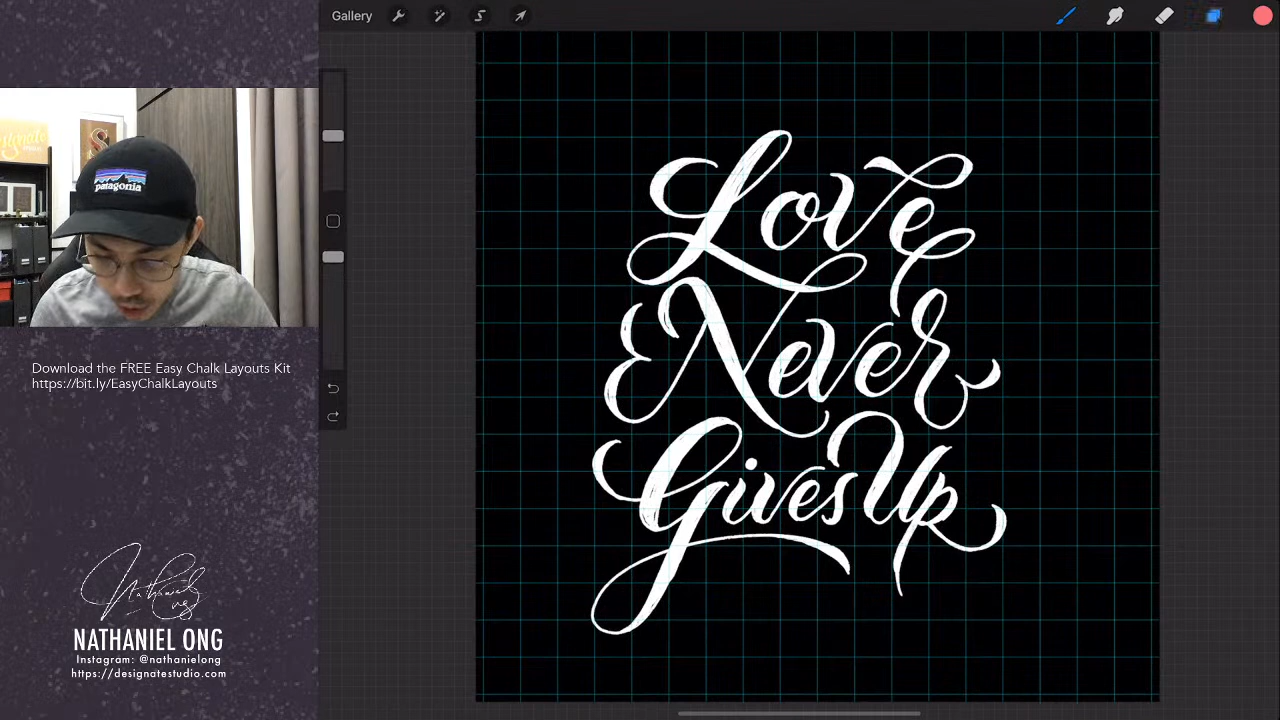 Gallery
Love
Never
Gives Up
patagonia
Download the FREE Easy Chalk Layouts Kit
https://bit.ly/EasyChalkLayouts
NATHANIEL ONG
Instagram: @nathanielong
https://designatestudio.com